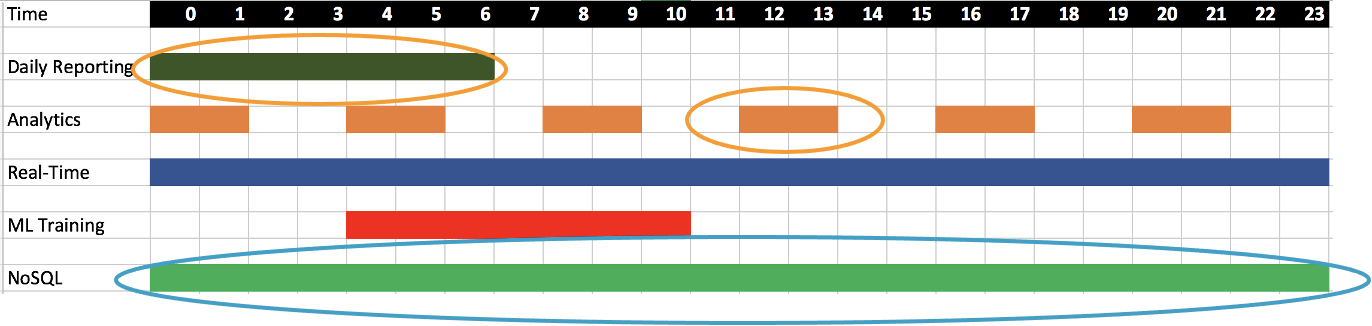 Time 0 1 2 3 4 5 6 7 8 9 10 11 12 13 14 15 16 17 18 19 20 21 22 23
Daily Reporting
Analytics
Real-Time
ML Training
NoSQL